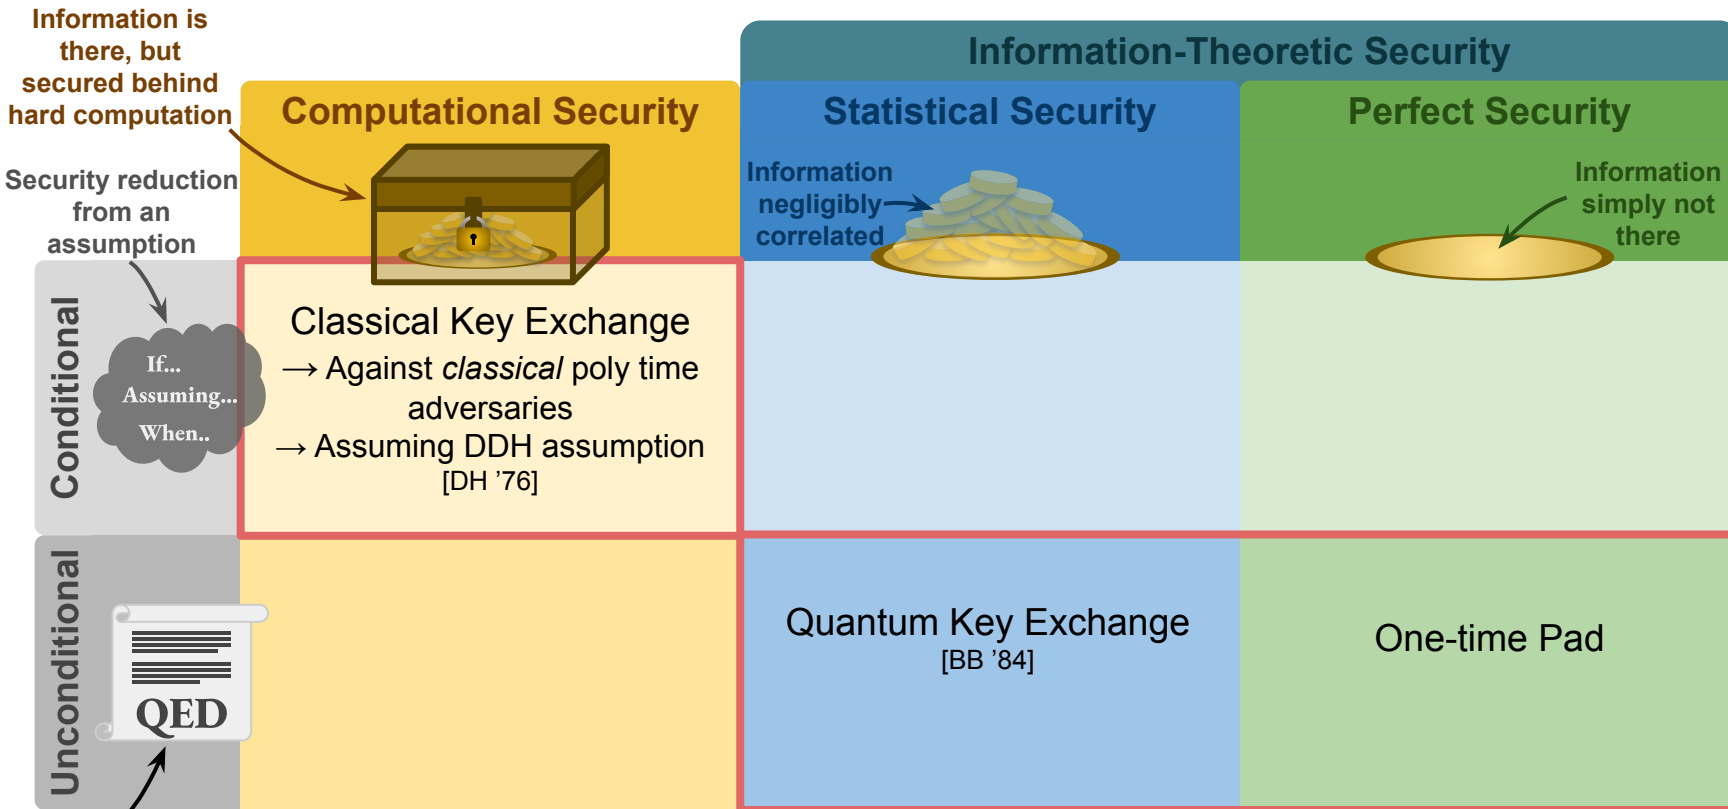 Information is
there, but
secured behind
hard computation
Information-Theoretic Security
Computational Security
Statistical Security
Perfect Security
Security reduction
from an
assumption
Information
negligibly
correlated
Information
simply not
there
Conditional
If...
Assuming...
When..
Classical Key Exchange
→ Against classical poly time
adversaries
→ Assuming DDH assumption
[DH ’76]
Unconditional
QED
Quantum Key Exchange
[BB ’84]
One-time Pad